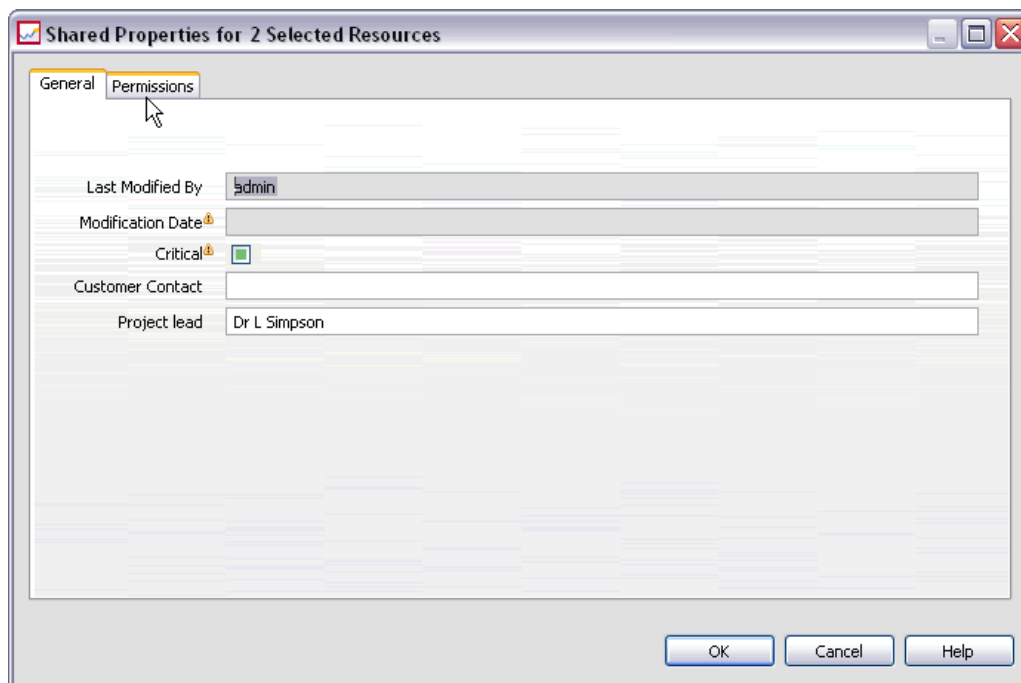 Shared Properties for 2 Selected Resources
General Permissions
Last Modified By admin
Modification Date
Critical
Customer Contact
Project lead Dr L Simpson
OK Cancel Help